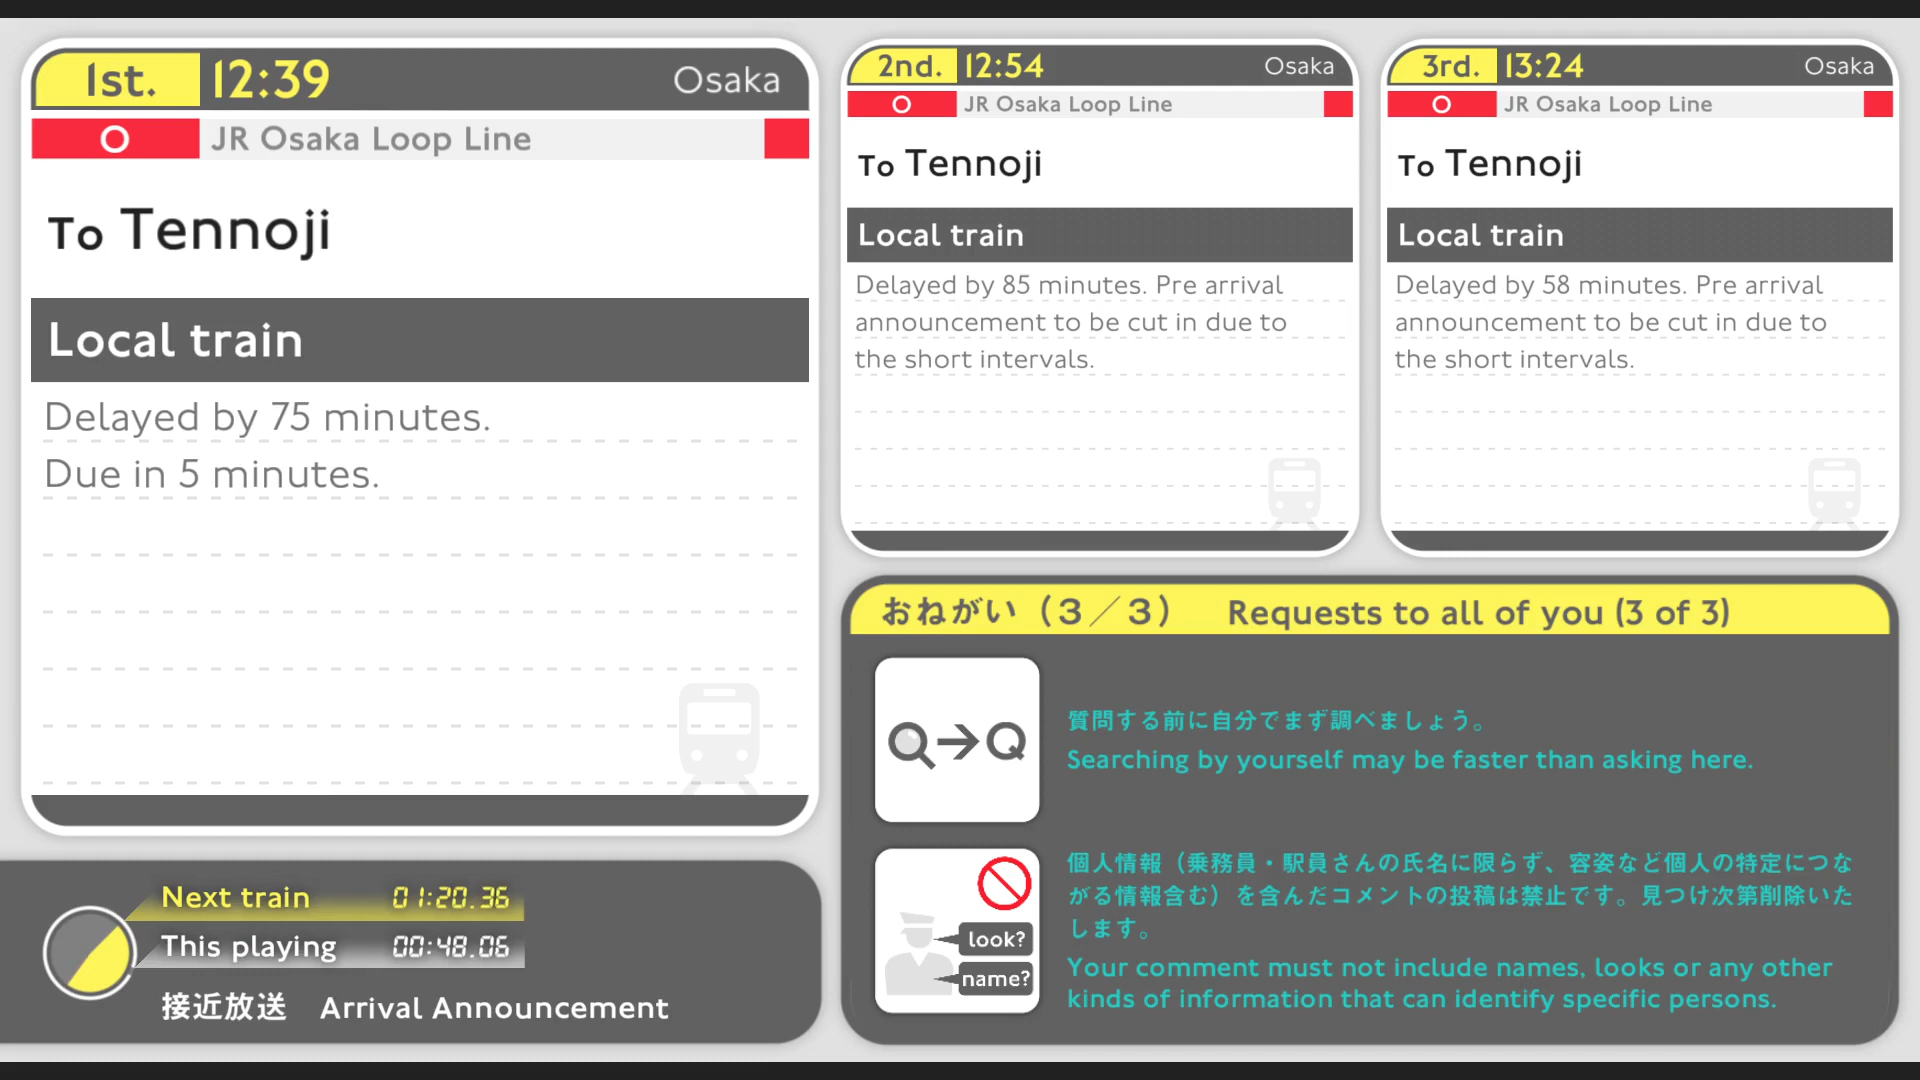 1st. 12:39 Osaka
O JR Osaka Loop Line
To Tennoji
Local train
Delayed by 75 minutes.
Due in 5 minutes.
2nd. 12:54 Osaka
O JR Osaka Loop Line
To Tennoji
Local train
Delayed by 85 minutes. Pre arrival
announcement to be cut in due to
the short intervals.
3rd. 13:24 Osaka
O JR Osaka Loop Line
To Tennoji
Local train
Delayed by 58 minutes. Pre arrival
announcement to be cut in due to
the short intervals.
Next train 01:20.36
This playing 00:48.06
接近放送 Arrival Announcement
おねがい（３／３） Requests to all of you (3 of 3)
Q
質問する前に自分でまず調べましょう。
Searching by yourself may be faster than asking here.
look?
name?
個人情報（乗務員・駅員さんの氏名に限らず、容姿など個人の特定につな
がる情報含む）を含んだコメントの投稿は禁止です。見つけ次第削除いた
します。
Your comment must not include names, looks or any other
kinds of information that can identify specific persons.